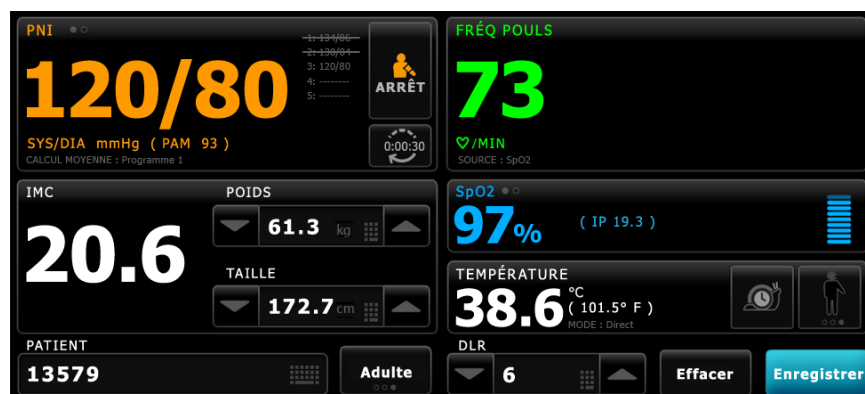 PNI
1: 134/86
2: 130/84
3: 120/80
4: ---------
5: ---------
120/80
ARRÊT
SYS/DIA mmHg ( PAM 93 )
CALCUL MOYENNE : Programme 1
0:00:30
FRÉQ POULS
73
♡/MIN
SOURCE : SpO2
IMC
20.6
POIDS
61.3 kg
TAILLE
172.7 cm
SpO2
97%
( IP 19.3 )
TEMPÉRATURE
38.6 °C
( 101.5° F )
MODE : Direct
PATIENT
13579
Adulte
DLR
6
Effacer
Enregistrer